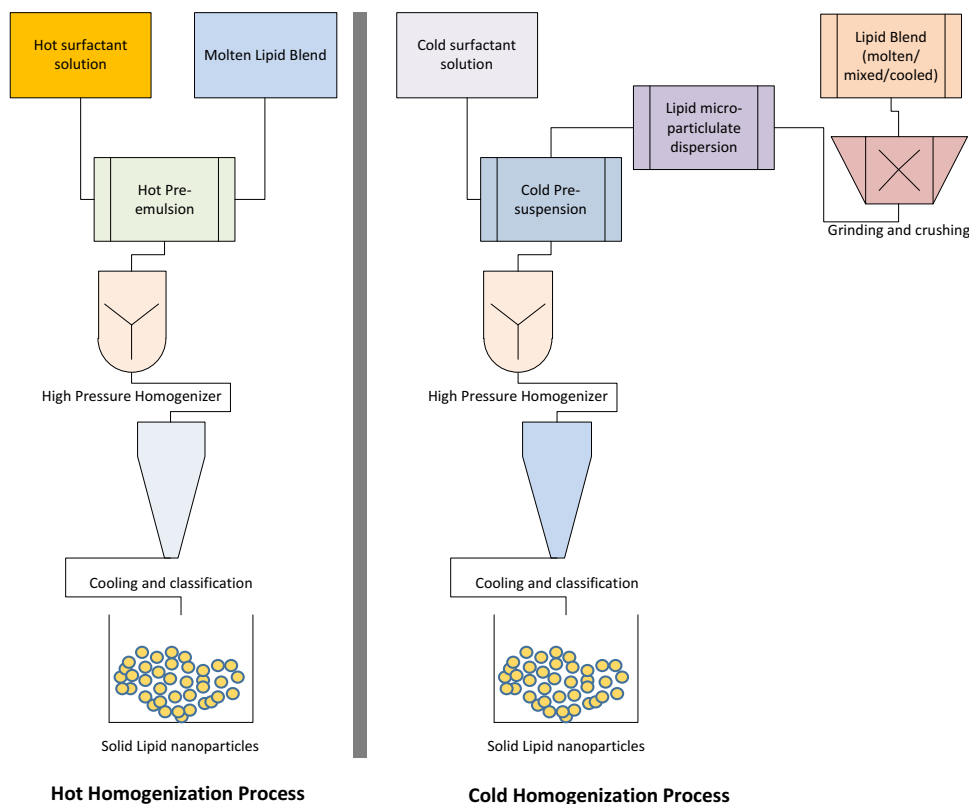 Hot surfactant
solution
Molten Lipid Blend
Hot Pre-
emulsion
High Pressure Homogenizer
Cooling and classification
Solid Lipid nanoparticles
Hot Homogenization Process
Cold surfactant
solution
Lipid Blend
(molten/
mixed/cooled)
Lipid micro-
particlulate
dispersion
Grinding and crushing
Cold Pre-
suspension
High Pressure Homogenizer
Cooling and classification
Solid Lipid nanoparticles
Cold Homogenization Process